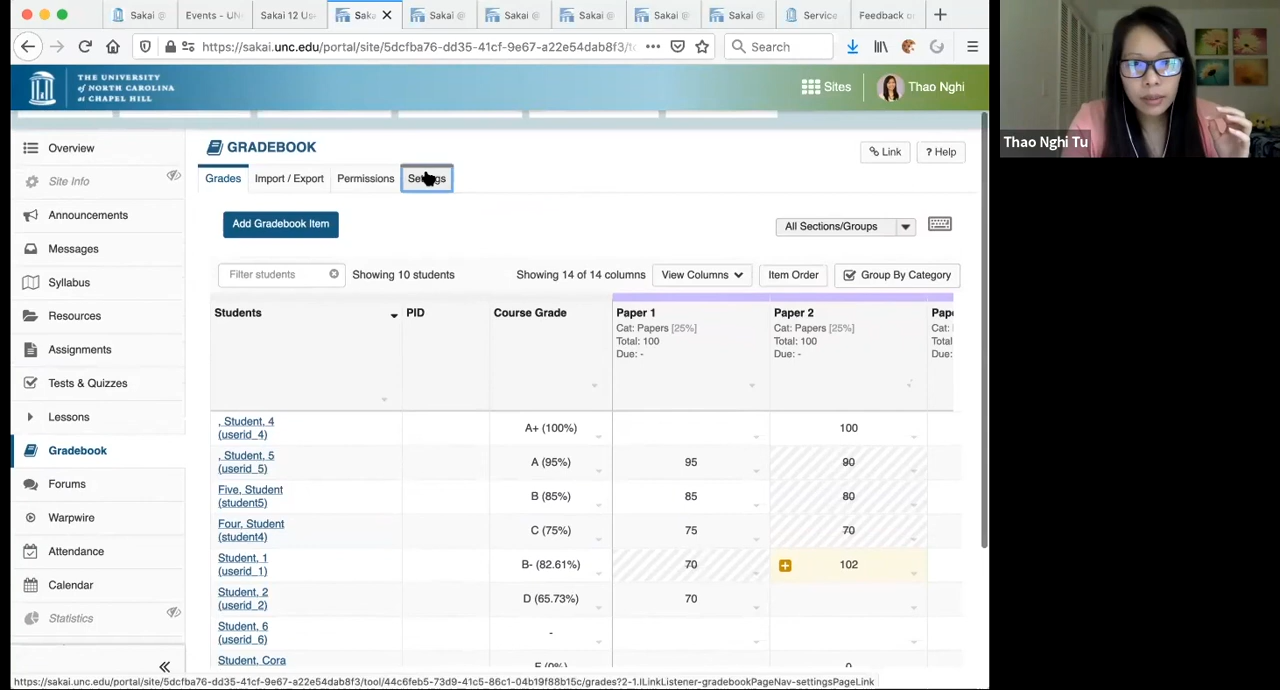 Sakai @
Events - UN
Sakai 12 Us
Sak
Sakai @
Sakai @
Sakai @
Sakai @
Sakai @
Service
Feedback
https://sakai.unc.edu/portal/site/5dcfba76-dd35-41cf-9e67-a22e54dab8f3/t
Search
THE UNIVERSITY
of NORTH CAROLINA
at CHAPEL HILL
Sites
Thao Nghi
Thao Nghi Tu
Overview
Site Info
Announcements
Messages
Syllabus
Resources
Assignments
Tests & Quizzes
Lessons
Gradebook
Forums
Warpwire
Attendance
Calendar
Statistics
GRADEBOOK
Link
? Help
Grades
Import / Export
Permissions
Settings
Add Gradebook Item
All Sections/Groups
Filter students
Showing 10 students
Showing 14 of 14 columns
View Columns
Item Order
Group By Category
Students
PID
Course Grade
Paper 1
Cat: Papers [25%]
Total: 100
Due: -
Paper 2
Cat: Papers [25%]
Total: 100
Due: -
Pape
Cat:
Total
Due:
, Student, 4
(userid_4)
A+ (100%)
100
, Student, 5
(userid_5)
A (95%)
95
90
Five, Student
(student5)
B (85%)
85
80
Four, Student
(student4)
C (75%)
75
70
Student, 1
(userid_1)
B- (82.61%)
70
102
Student, 2
(userid_2)
D (65.73%)
70
Student, 6
(userid_6)
-
Student, Cora
F (0%)
0
https://sakai.unc.edu/portal/site/5dcfba76-dd35-41cf-9e67-a22e54dab8f3/tool/44c6feb5-73d9-41c5-86c1-04b19f88b15c/grades?2-1.ILinkListener-gradebookPageNav-settingsPageLink